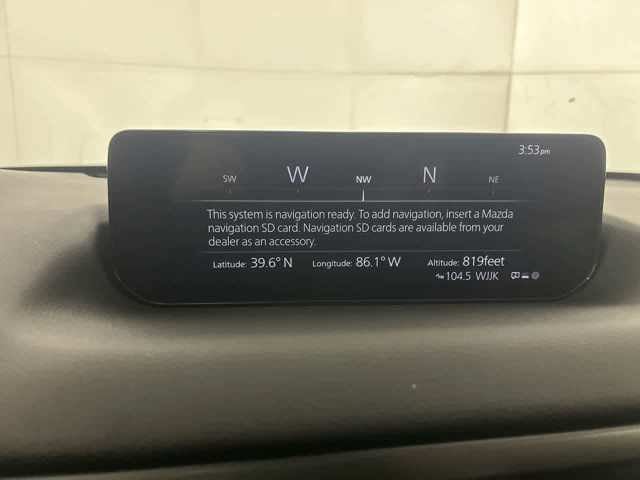 3:53pm
SW W NW N NE
This system is navigation ready. To add navigation, insert a Mazda
navigation SD card. Navigation SD cards are available from your
dealer as an accessory.
Latitude: 39.6° N Longitude: 86.1° W Altitude: 819feet
104.5 WJJK